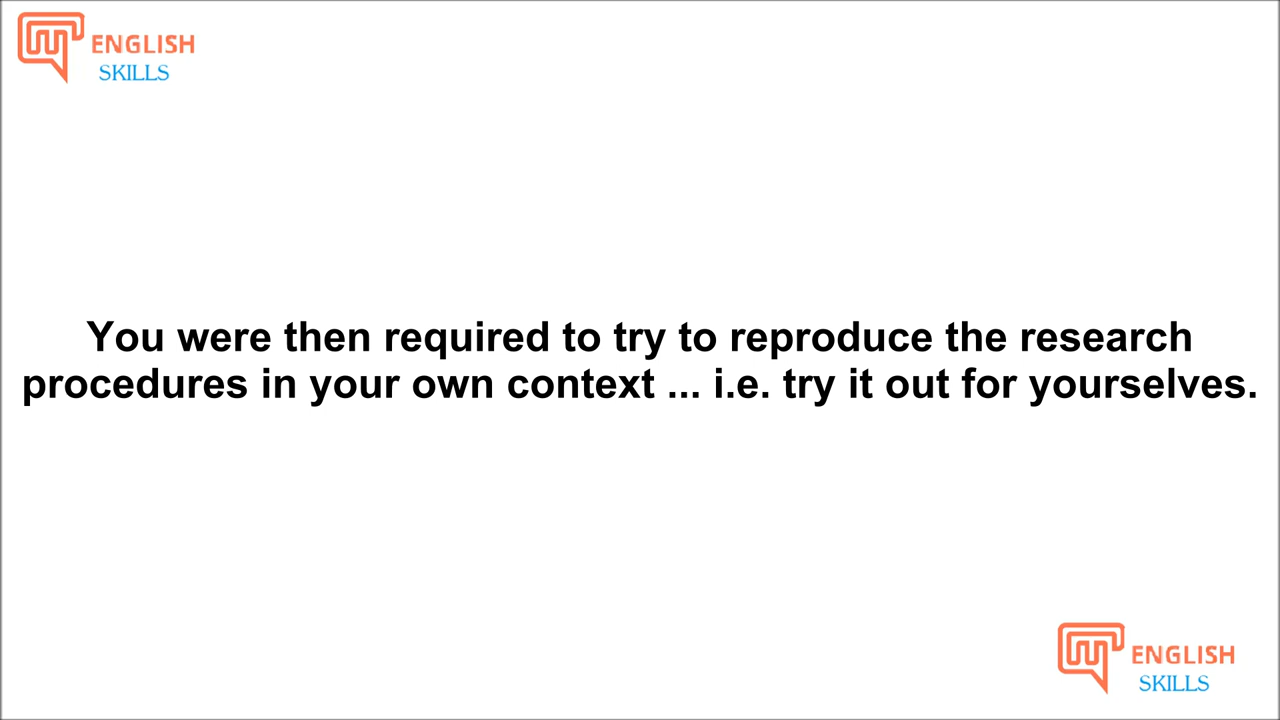 ENGLISH
SKILLS
You were then required to try to reproduce the research
procedures in your own context ... i.e. try it out for yourselves.
ENGLISH
SKILLS